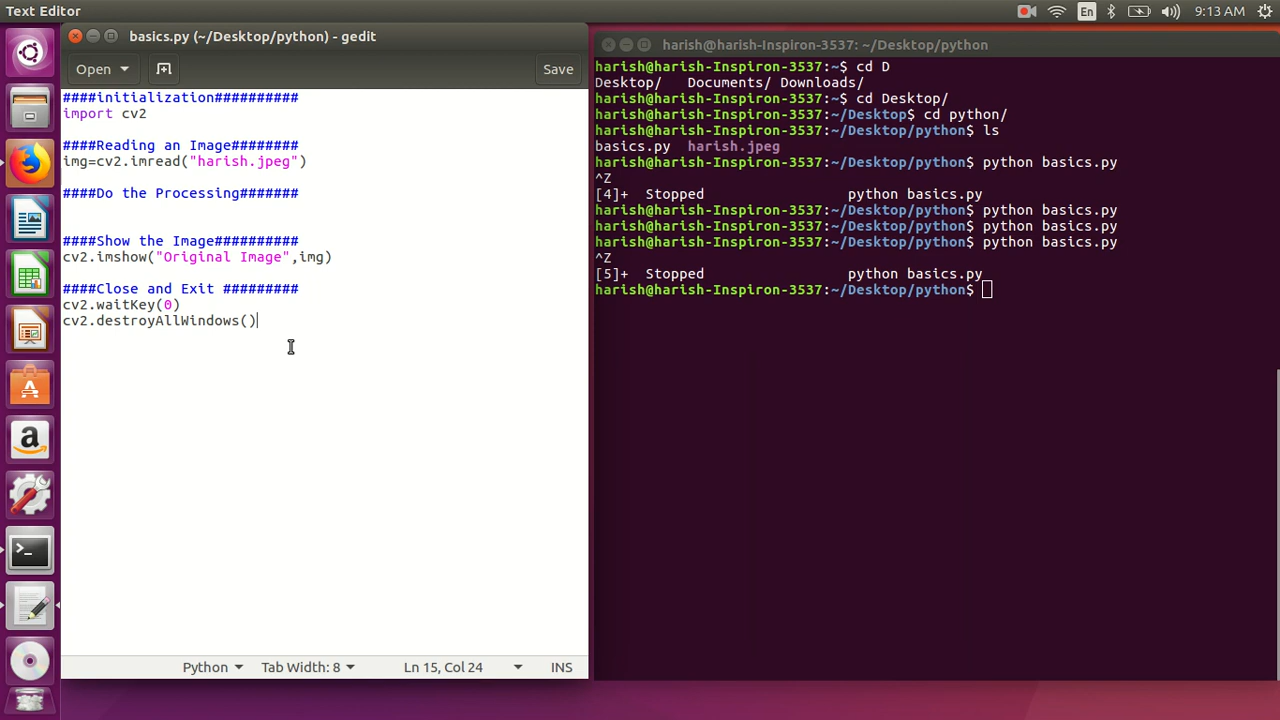 Text Editor
En
9:13 AM
basics.py (~/Desktop/python) - gedit
Open
Save
####initialization##########
import cv2
####Reading an Image########
img=cv2.imread("harish.jpeg")
####Do the Processing#######
####Show the Image##########
cv2.imshow("Original Image",img)
####Close and Exit #########
cv2.waitKey(0)
cv2.destroyAllWindows()
Python
Tab Width: 8
Ln 15, Col 24
INS
harish@harish-Inspiron-3537: ~/Desktop/python
harish@harish-Inspiron-3537:~$ cd D
Desktop/ Documents/ Downloads/
harish@harish-Inspiron-3537:~$ cd Desktop/
harish@harish-Inspiron-3537:~/Desktop$ cd python/
harish@harish-Inspiron-3537:~/Desktop/python$ ls
basics.py harish.jpeg
harish@harish-Inspiron-3537:~/Desktop/python$ python basics.py
^Z
[4]+ Stopped python basics.py
harish@harish-Inspiron-3537:~/Desktop/python$ python basics.py
harish@harish-Inspiron-3537:~/Desktop/python$ python basics.py
harish@harish-Inspiron-3537:~/Desktop/python$ python basics.py
^Z
[5]+ Stopped python basics.py
harish@harish-Inspiron-3537:~/Desktop/python$